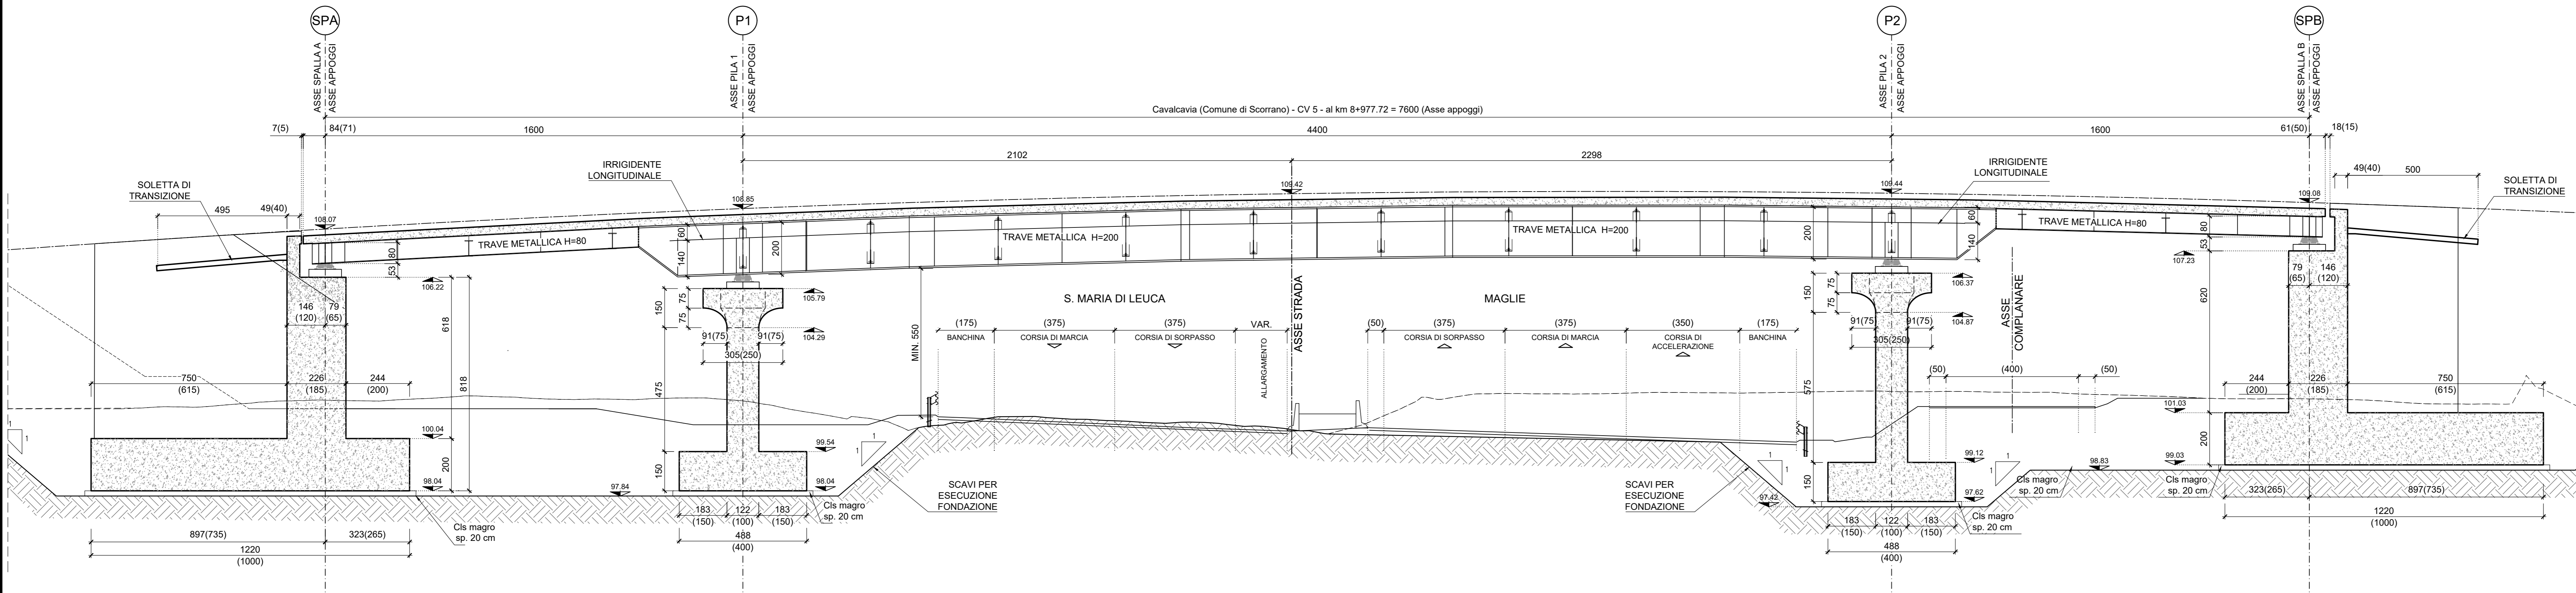 SPA
P1
P2
SPB
ASSE SPALLA A
ASSE APPOGGI
ASSE PILA 1
ASSE APPOGGI
ASSE PILA 2
ASSE APPOGGI
ASSE SPALLA B
ASSE APPOGGI
Cavalcavia (Comune di Scorrano) - CV 5 - al km 8+977.72 = 7600 (Asse appoggi)
7(5)
84(71)
1600
4400
1600
61(50)
18(15)
2102
2298
SOLETTA DI
TRANSIZIONE
495
49(40)
108.07
IRRIGIDENTE
LONGITUDINALE
108.85
109.42
109.44
IRRIGIDENTE
LONGITUDINALE
109.08
49(40)
500
SOLETTA DI
TRANSIZIONE
TRAVE METALLICA H=80
80
53
60
140
200
TRAVE METALLICA H=200
TRAVE METALLICA H=200
200
60
140
TRAVE METALLICA H=80
80
53
106.22
146
(120)
79
(65)
618
818
150
75
75
105.79
104.29
91(75)
91(75)
305(250)
475
MIN. 550
S. MARIA DI LEUCA
MAGLIE
(175)
BANCHINA
(375)
CORSIA DI MARCIA
(375)
CORSIA DI SORPASSO
VAR.
ALLARGAMENTO
ASSE STRADA
(50)
(375)
CORSIA DI SORPASSO
(375)
CORSIA DI MARCIA
(350)
CORSIA DI
ACCELERAZIONE
(175)
BANCHINA
150
75
75
106.37
104.87
91(75)
91(75)
305(250)
575
ASSE
COMPLANARE
(50)
(400)
(50)
107.23
79
(65)
146
(120)
620
750
(615)
226
(185)
244
(200)
244
(200)
226
(185)
750
(615)
101.03
1
1
100.04
200
98.04
97.84
99.54
150
98.04
1
1
SCAVI PER
ESECUZIONE
FONDAZIONE
SCAVI PER
ESECUZIONE
FONDAZIONE
1
1
97.42
150
99.12
97.62
1
1
98.83
99.03
200
Cls magro
sp. 20 cm
Cls magro
sp. 20 cm
Cls magro
sp. 20 cm
Cls magro
sp. 20 cm
Cls magro
sp. 20 cm
897(735)
323(265)
1220
(1000)
183
(150)
122
(100)
183
(150)
488
(400)
183
(150)
122
(100)
183
(150)
488
(400)
323(265)
897(735)
1220
(1000)